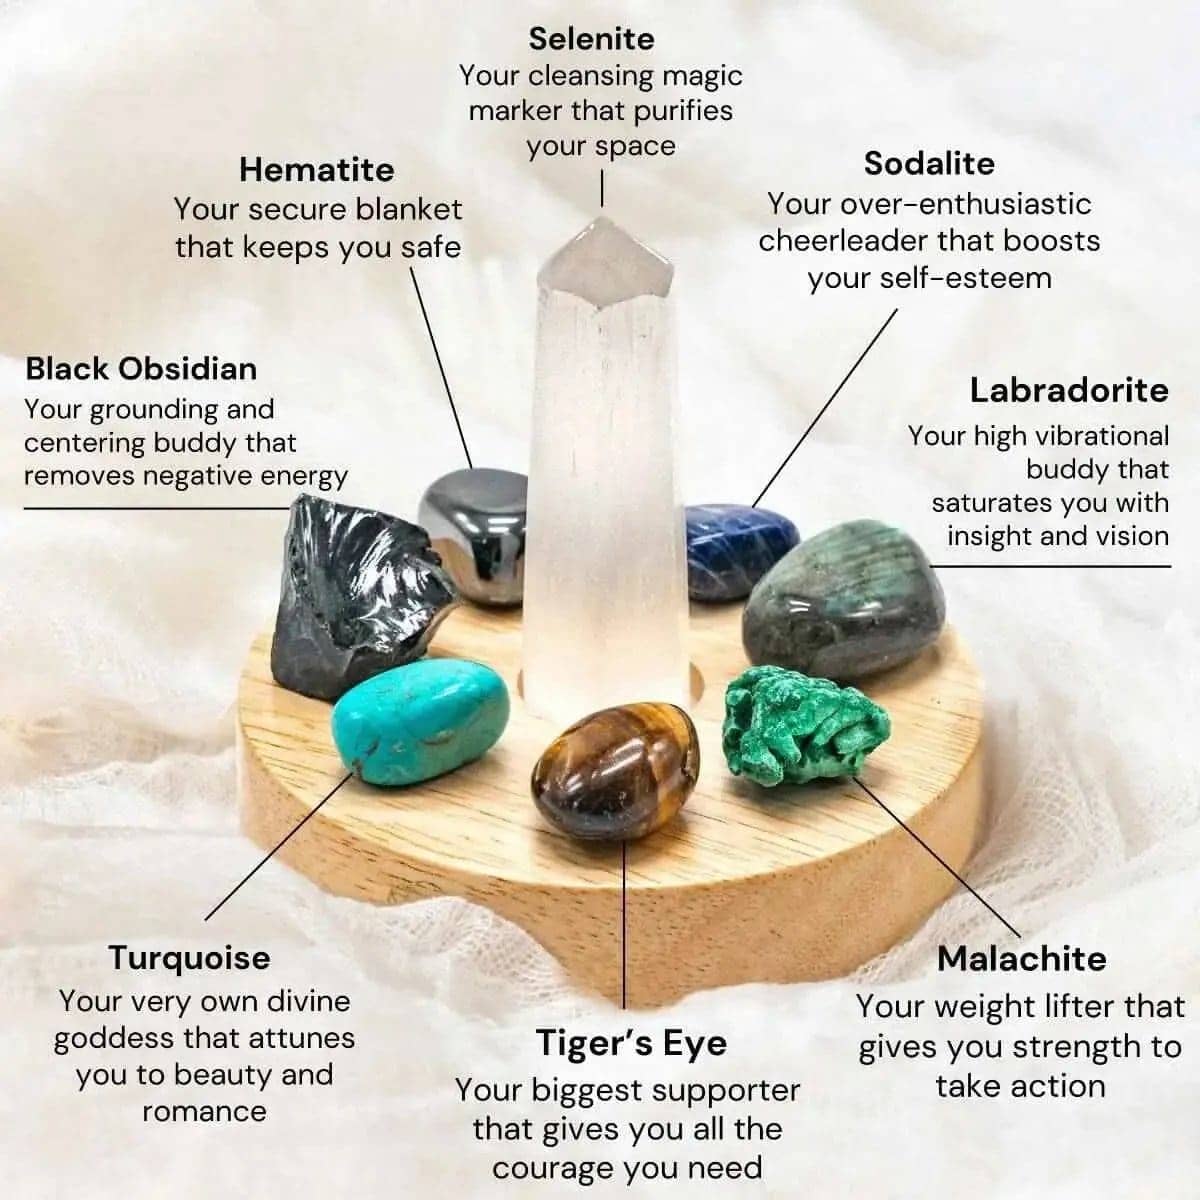 Selenite
Your cleansing magic
marker that purifies
your space
Hematite
Your secure blanket
that keeps you safe
Sodalite
Your over-enthusiastic
cheerleader that boosts
your self-esteem
Black Obsidian
Your grounding and
centering buddy that
removes negative energy
Labradorite
Your high vibrational
buddy that
saturates you with
insight and vision
Turquoise
Your very own divine
goddess that attunes
you to beauty and
romance
Tiger’s Eye
Your biggest supporter
that gives you all the
courage you need
Malachite
Your weight lifter that
gives you strength to
take action